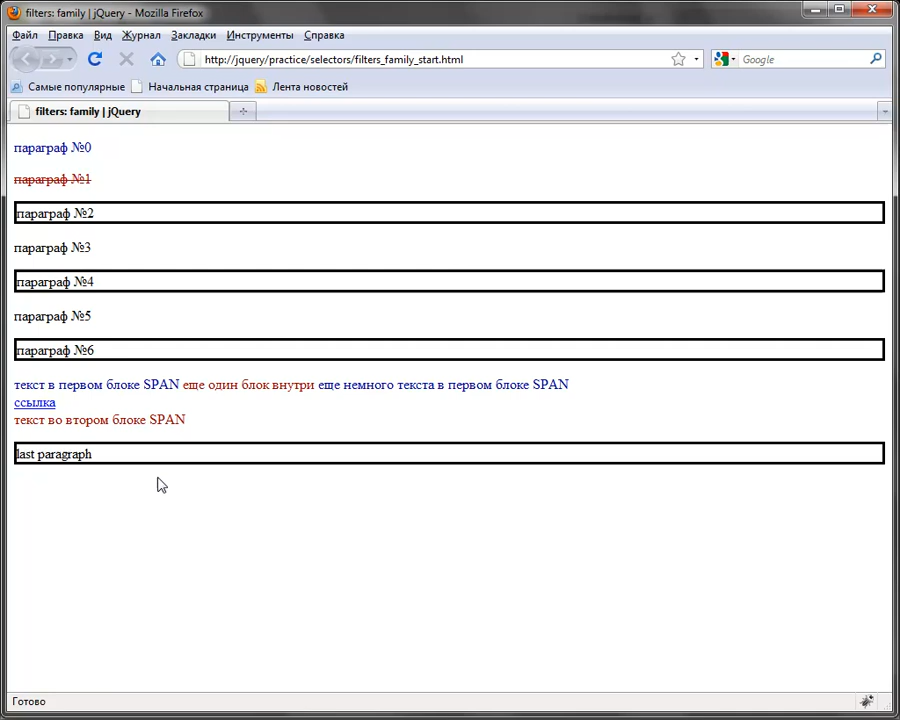 filters: family | jQuery - Mozilla Firefox
Файл Правка Вид Журнал Закладки Инструменты Справка
http://jquery/practice/selectors/filters_family_start.html Google
Самые популярные Начальная страница Лента новостей
filters: family | jQuery
параграф №0
параграф №1
параграф №2
параграф №3
параграф №4
параграф №5
параграф №6
текст в первом блоке SPAN еще один блок внутри еще немного текста в первом блоке SPAN
ссылка
текст во втором блоке SPAN
last paragraph
Готово